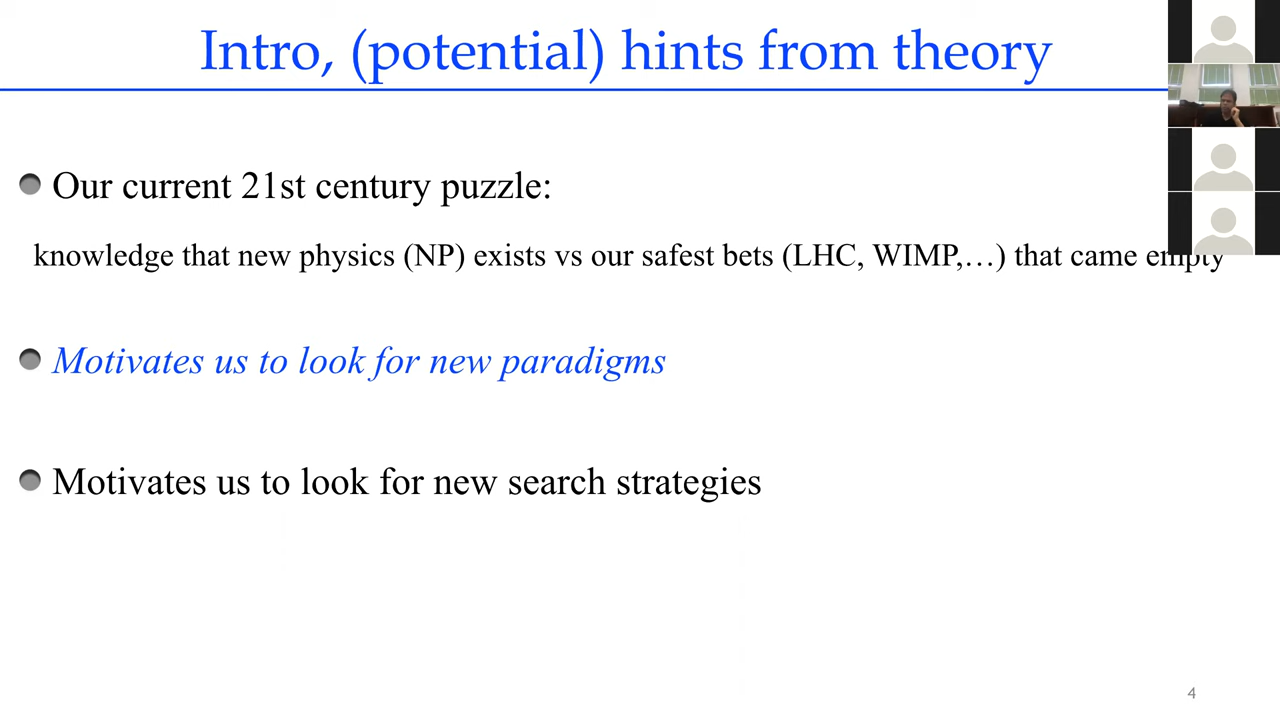 Intro, (potential) hints from theory
Our current 21st century puzzle:
knowledge that new physics (NP) exists vs our safest bets (LHC, WIMP,…) that came empty
Motivates us to look for new paradigms
Motivates us to look for new search strategies
4